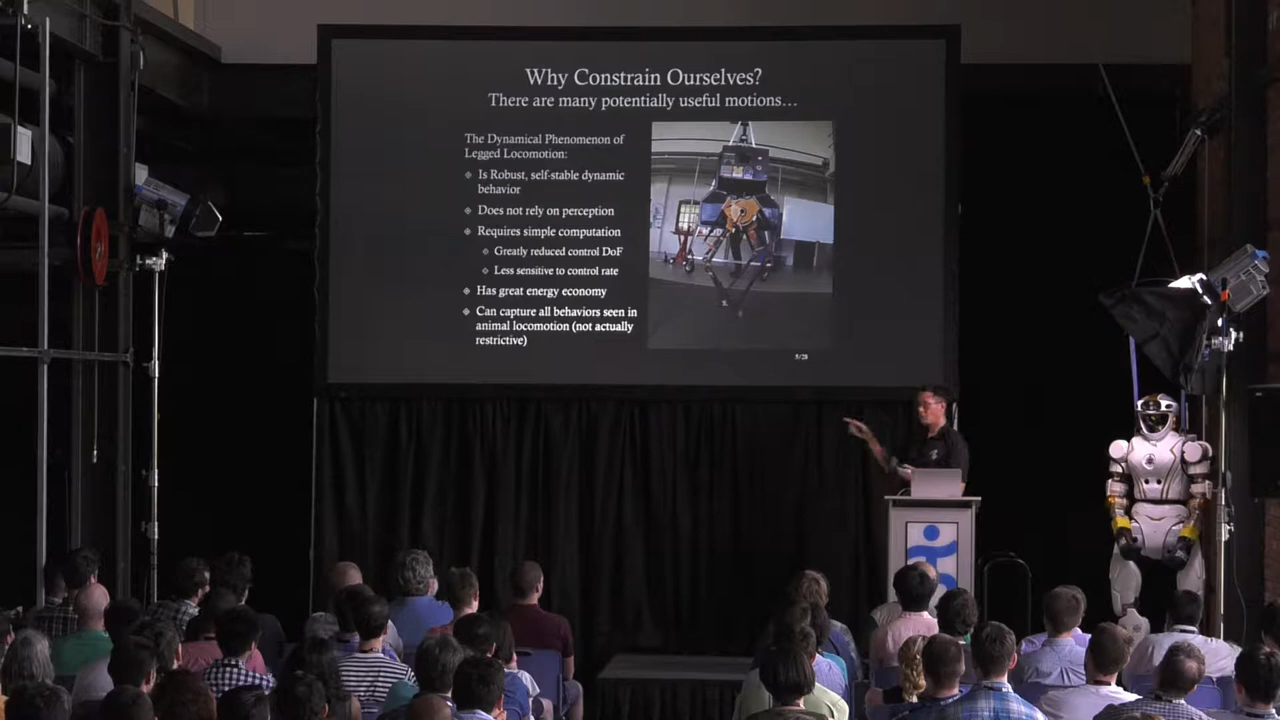 Why Constrain Ourselves?
There are many potentially useful motions…
The Dynamical Phenomenon of
Legged Locomotion:
Is Robust, self-stable dynamic
behavior
Does not rely on perception
Requires simple computation
Greatly reduced control DoF
Less sensitive to control rate
Has great energy economy
Can capture all behaviors seen in
animal locomotion (not actually
restrictive)